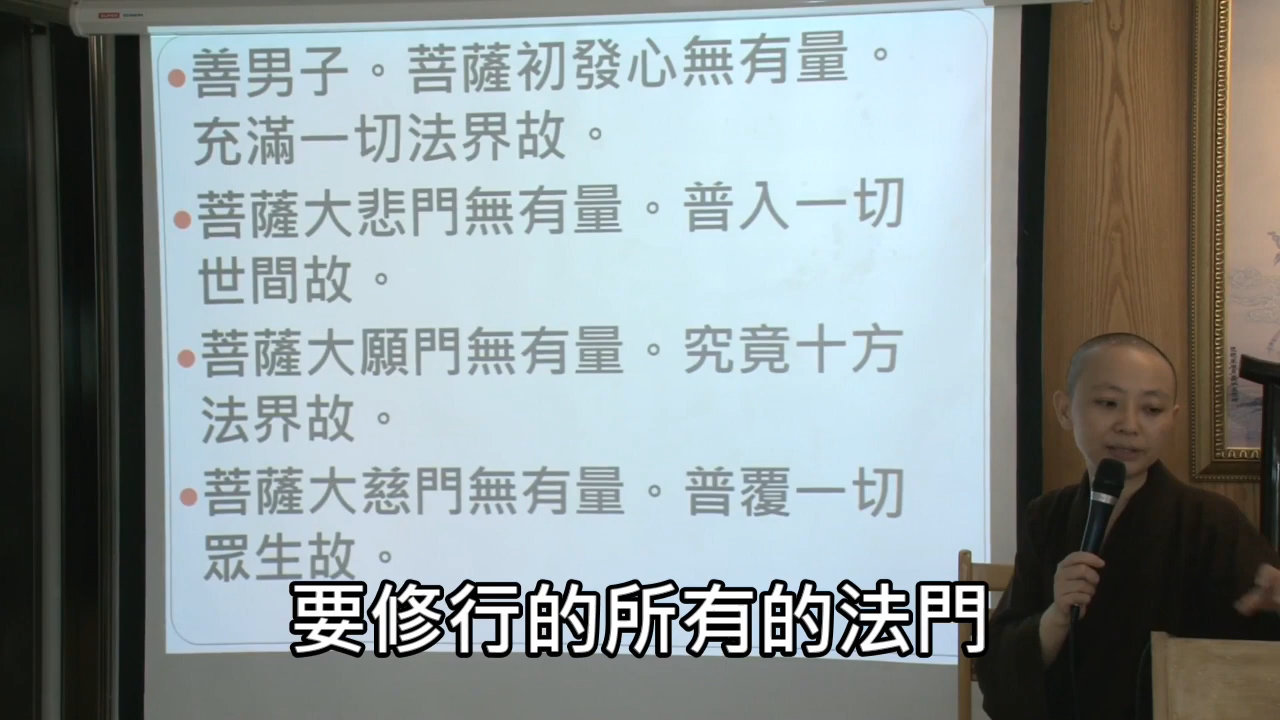 善男子。菩薩初發心無有量。
充滿一切法界故。
菩薩大悲門無有量。普入一切
世間故。
菩薩大願門無有量。究竟十方
法界故。
菩薩大慈門無有量。普覆一切
眾生故。
要修行的所有的法門